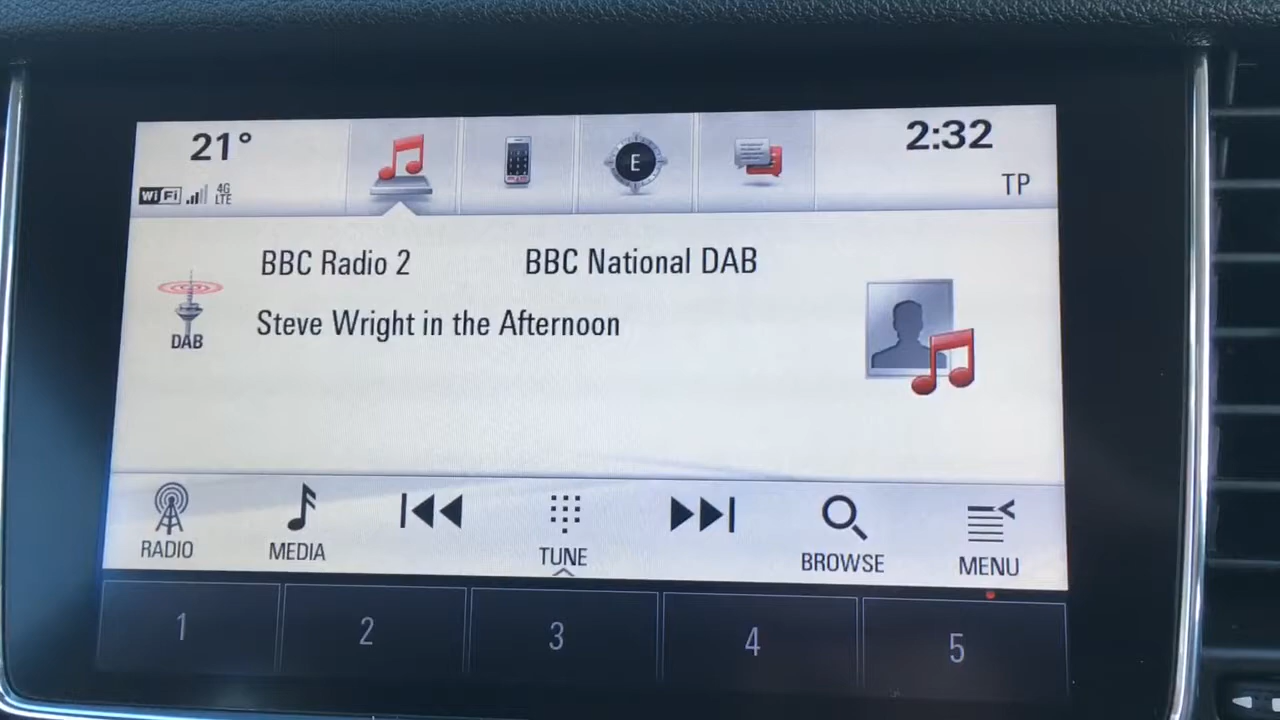 21°
2:32
WiFi 4G LTE
E
TP
BBC Radio 2 BBC National DAB
Steve Wright in the Afternoon
DAB
RADIO MEDIA TUNE BROWSE MENU
1 2 3 4 5